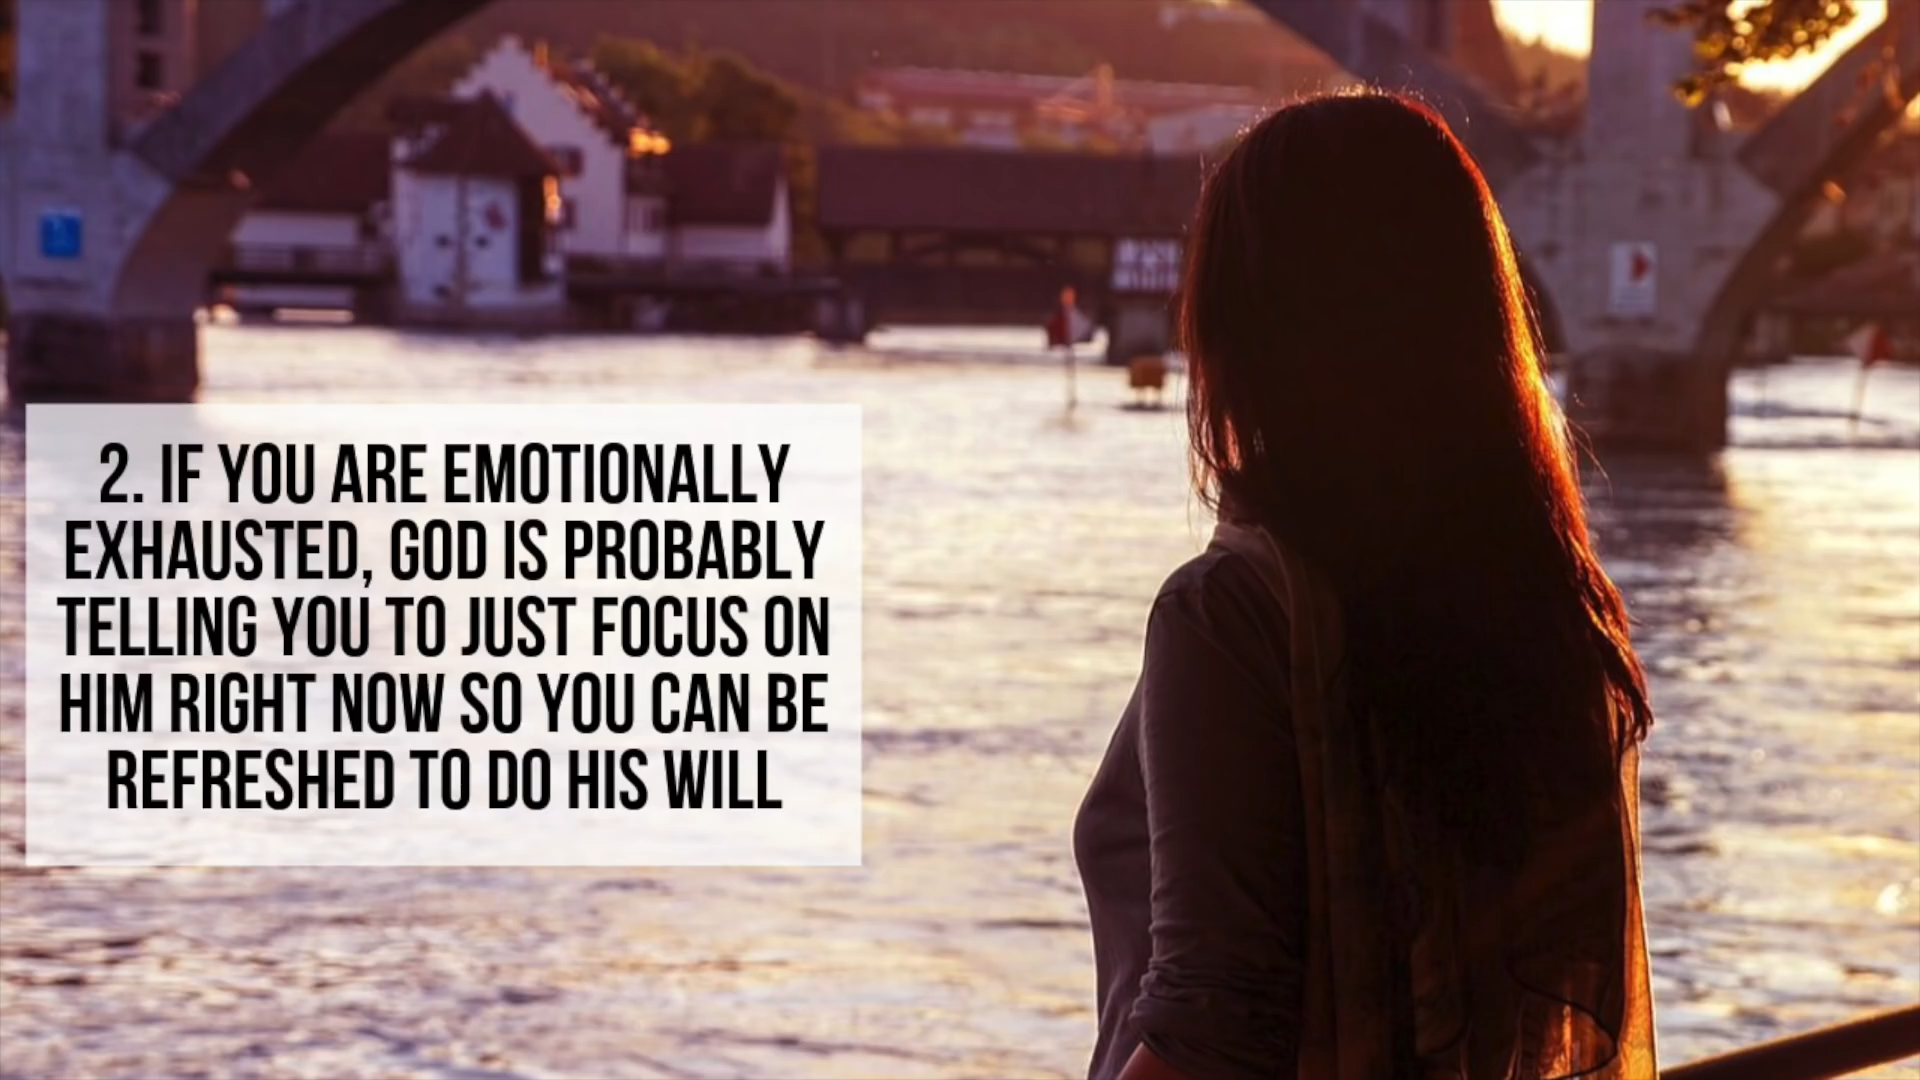 2. IF YOU ARE EMOTIONALLY
EXHAUSTED, GOD IS PROBABLY
TELLING YOU TO JUST FOCUS ON
HIM RIGHT NOW SO YOU CAN BE
REFRESHED TO DO HIS WILL